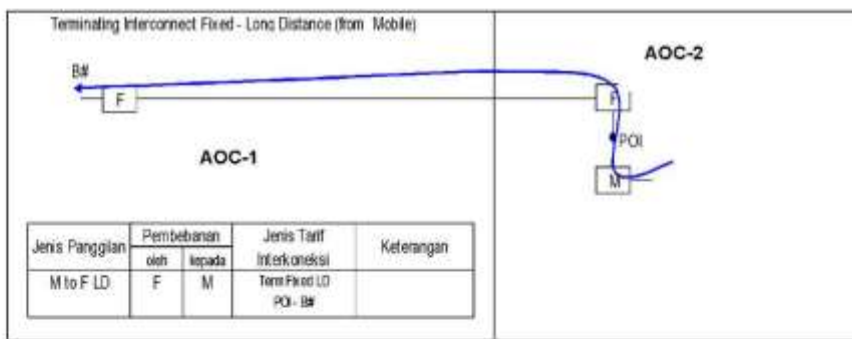 Terminating Interconnect Fixed - Long Distance (from Mobile)
AOC-2
B#
F
F
POI
AOC-1
M
Jenis Panggilan
Pembebanan
oleh
kepada
Jenis Tarif
Interkoneksi
Keterangan
M to F LD
F
M
Term Fixed LD
POI - B#